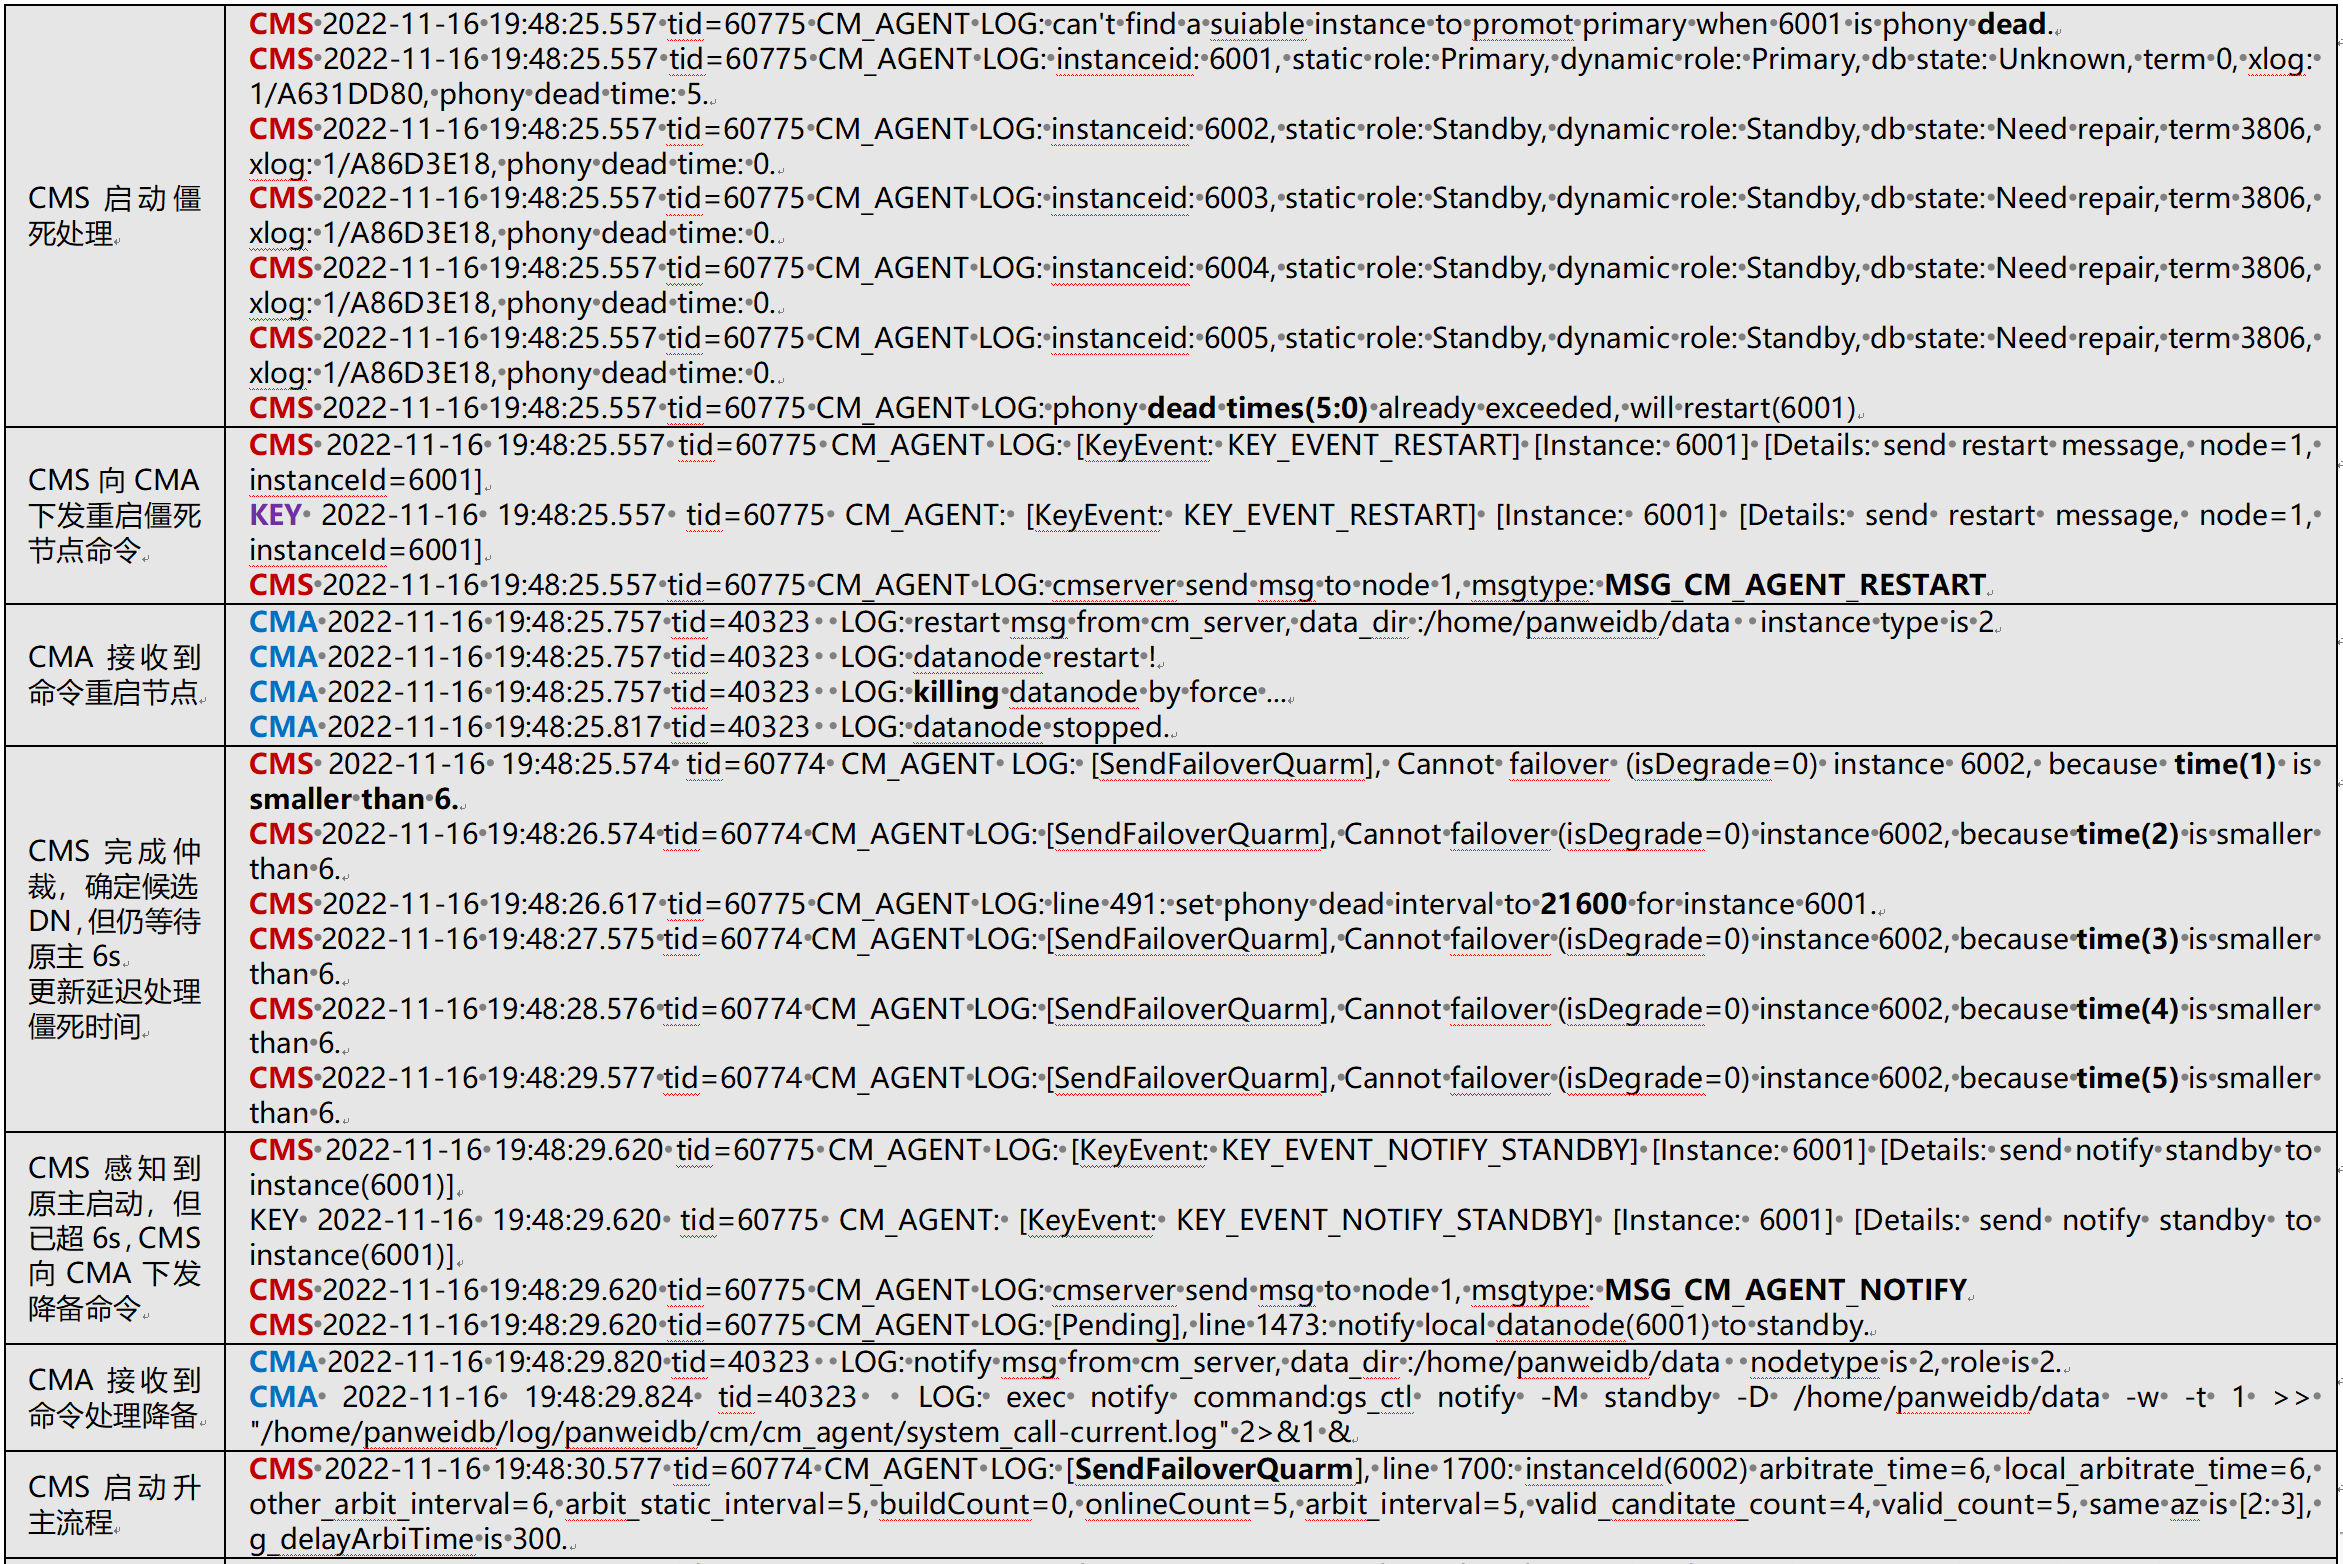 CMS 启动僵
死处理
CMS 2022-11-16 19:48:25.557 tid=60775 CM_AGENT LOG: can't find a suiable instance to promot primary when 6001 is phony dead.
CMS 2022-11-16 19:48:25.557 tid=60775 CM_AGENT LOG: instanceid: 6001, static role: Primary, dynamic role: Primary, db state: Unknown, term 0, xlog:
1/A631DD80, phony dead time: 5.
CMS 2022-11-16 19:48:25.557 tid=60775 CM_AGENT LOG: instanceid: 6002, static role: Standby, dynamic role: Standby, db state: Need repair, term 3806,
xlog: 1/A86D3E18, phony dead time: 0.
CMS 2022-11-16 19:48:25.557 tid=60775 CM_AGENT LOG: instanceid: 6003, static role: Standby, dynamic role: Standby, db state: Need repair, term 3806,
xlog: 1/A86D3E18, phony dead time: 0.
CMS 2022-11-16 19:48:25.557 tid=60775 CM_AGENT LOG: instanceid: 6004, static role: Standby, dynamic role: Standby, db state: Need repair, term 3806,
xlog: 1/A86D3E18, phony dead time: 0.
CMS 2022-11-16 19:48:25.557 tid=60775 CM_AGENT LOG: instanceid: 6005, static role: Standby, dynamic role: Standby, db state: Need repair, term 3806,
xlog: 1/A86D3E18, phony dead time: 0.
CMS 2022-11-16 19:48:25.557 tid=60775 CM_AGENT LOG: phony dead times(5:0) already exceeded, will restart(6001)
CMS 向 CMA
下发重启僵死
节点命令
CMS 2022-11-16 19:48:25.557 tid=60775 CM_AGENT LOG: [KeyEvent: KEY_EVENT_RESTART] [Instance: 6001] [Details: send restart message, node=1,
instanceId=6001]
KEY 2022-11-16 19:48:25.557 tid=60775 CM_AGENT: [KeyEvent: KEY_EVENT_RESTART] [Instance: 6001] [Details: send restart message, node=1,
instanceId=6001]
CMS 2022-11-16 19:48:25.557 tid=60775 CM_AGENT LOG: cmserver send msg to node 1, msgtype: MSG_CM_AGENT_RESTART
CMA 接收到
命令重启节点
CMA 2022-11-16 19:48:25.757 tid=40323 LOG: restart msg from cm_server, data_dir :/home/panweidb/data instance type is 2
CMA 2022-11-16 19:48:25.757 tid=40323 LOG: datanode restart !
CMA 2022-11-16 19:48:25.757 tid=40323 LOG: killing datanode by force ...
CMA 2022-11-16 19:48:25.817 tid=40323 LOG: datanode stopped.
CMS 完成仲
裁，确定候选
DN，但仍等待
原主 6s
更新延迟处理
僵死时间
CMS 2022-11-16 19:48:25.574 tid=60774 CM_AGENT LOG: [SendFailoverQuarm], Cannot failover (isDegrade=0) instance 6002, because time(1) is
smaller than 6.
CMS 2022-11-16 19:48:26.574 tid=60774 CM_AGENT LOG: [SendFailoverQuarm], Cannot failover (isDegrade=0) instance 6002, because time(2) is smaller
than 6.
CMS 2022-11-16 19:48:26.617 tid=60775 CM_AGENT LOG: line 491: set phony dead interval to 21600 for instance 6001.
CMS 2022-11-16 19:48:27.575 tid=60774 CM_AGENT LOG: [SendFailoverQuarm], Cannot failover (isDegrade=0) instance 6002, because time(3) is smaller
than 6.
CMS 2022-11-16 19:48:28.576 tid=60774 CM_AGENT LOG: [SendFailoverQuarm], Cannot failover (isDegrade=0) instance 6002, because time(4) is smaller
than 6.
CMS 2022-11-16 19:48:29.577 tid=60774 CM_AGENT LOG: [SendFailoverQuarm], Cannot failover (isDegrade=0) instance 6002, because time(5) is smaller
than 6.
CMS 感知到
原主启动，但
已超 6s，CMS
向 CMA 下发
降备命令
CMS 2022-11-16 19:48:29.620 tid=60775 CM_AGENT LOG: [KeyEvent: KEY_EVENT_NOTIFY_STANDBY] [Instance: 6001] [Details: send notify standby to
instance(6001)]
KEY 2022-11-16 19:48:29.620 tid=60775 CM_AGENT: [KeyEvent: KEY_EVENT_NOTIFY_STANDBY] [Instance: 6001] [Details: send notify standby to
instance(6001)]
CMS 2022-11-16 19:48:29.620 tid=60775 CM_AGENT LOG: cmserver send msg to node 1, msgtype: MSG_CM_AGENT_NOTIFY
CMS 2022-11-16 19:48:29.620 tid=60775 CM_AGENT LOG: [Pending], line 1473: notify local datanode(6001) to standby.
CMA 接收到
命令处理降备
CMA 2022-11-16 19:48:29.820 tid=40323 LOG: notify msg from cm_server, data_dir :/home/panweidb/data nodetype is 2, role is 2.
CMA 2022-11-16 19:48:29.824 tid=40323 LOG: exec notify command:gs_ctl notify -M standby -D /home/panweidb/data -w -t 1 >>
"/home/panweidb/log/panweidb/cm/cm_agent/system_call-current.log" 2>&1 &
CMS 启动升
主流程
CMS 2022-11-16 19:48:30.577 tid=60774 CM_AGENT LOG: [SendFailoverQuarm], line 1700: instanceId(6002) arbitrate_time=6, local_arbitrate_time=6,
other_arbit_interval=6, arbit_static_interval=5, buildCount=0, onlineCount=5, arbit_interval=5, valid_canditate_count=4, valid_count=5, same az is [2: 3],
g_delayArbiTime is 300.